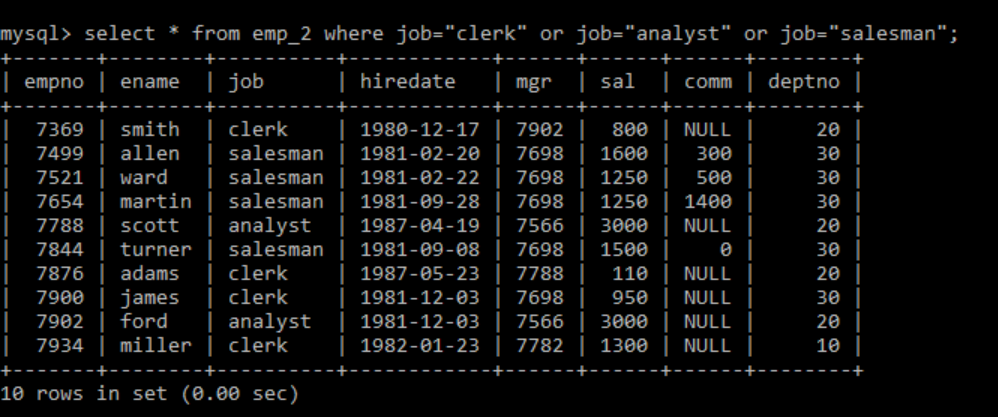 mysql> select * from emp_2 where job="clerk" or job="analyst" or job="salesman";
+-------+--------+----------+------------+------+------+------+--------+
| empno | ename  | job      | hiredate   | mgr  | sal  | comm | deptno |
+-------+--------+----------+------------+------+------+------+--------+
|  7369 | smith  | clerk    | 1980-12-17 | 7902 |  800 | NULL |     20 |
|  7499 | allen  | salesman | 1981-02-20 | 7698 | 1600 |  300 |     30 |
|  7521 | ward   | salesman | 1981-02-22 | 7698 | 1250 |  500 |     30 |
|  7654 | martin | salesman | 1981-09-28 | 7698 | 1250 | 1400 |     30 |
|  7788 | scott  | analyst  | 1987-04-19 | 7566 | 3000 | NULL |     20 |
|  7844 | turner | salesman | 1981-09-08 | 7698 | 1500 |    0 |     30 |
|  7876 | adams  | clerk    | 1987-05-23 | 7788 |  110 | NULL |     20 |
|  7900 | james  | clerk    | 1981-12-03 | 7698 |  950 | NULL |     30 |
|  7902 | ford   | analyst  | 1981-12-03 | 7566 | 3000 | NULL |     20 |
|  7934 | miller | clerk    | 1982-01-23 | 7782 | 1300 | NULL |     10 |
+-------+--------+----------+------------+------+------+------+--------+
10 rows in set (0.00 sec)